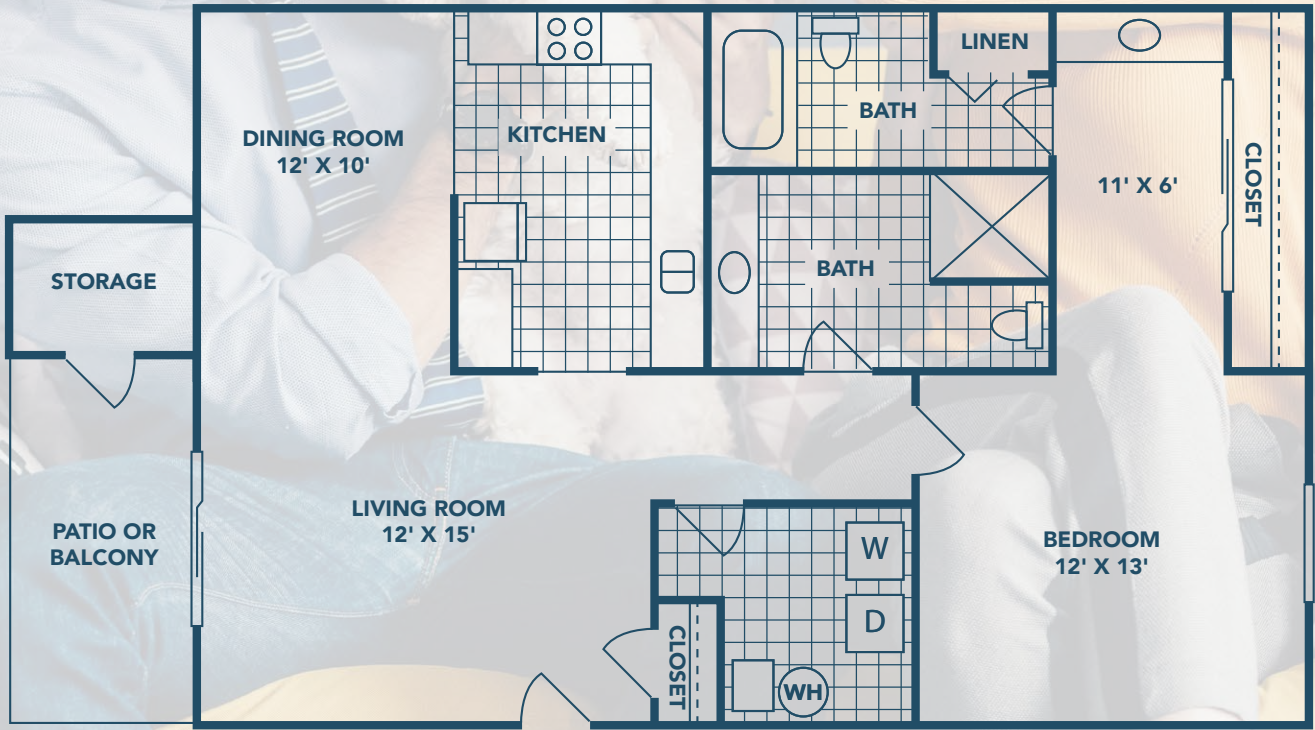 LINEN
BATH
KITCHEN
DINING ROOM
12' X 10'
CLOSET
11' X 6'
BATH
STORAGE
LIVING ROOM
12' X 15'
PATIO OR
BALCONY
W
BEDROOM
12' X 13'
D
CLOSET
WH